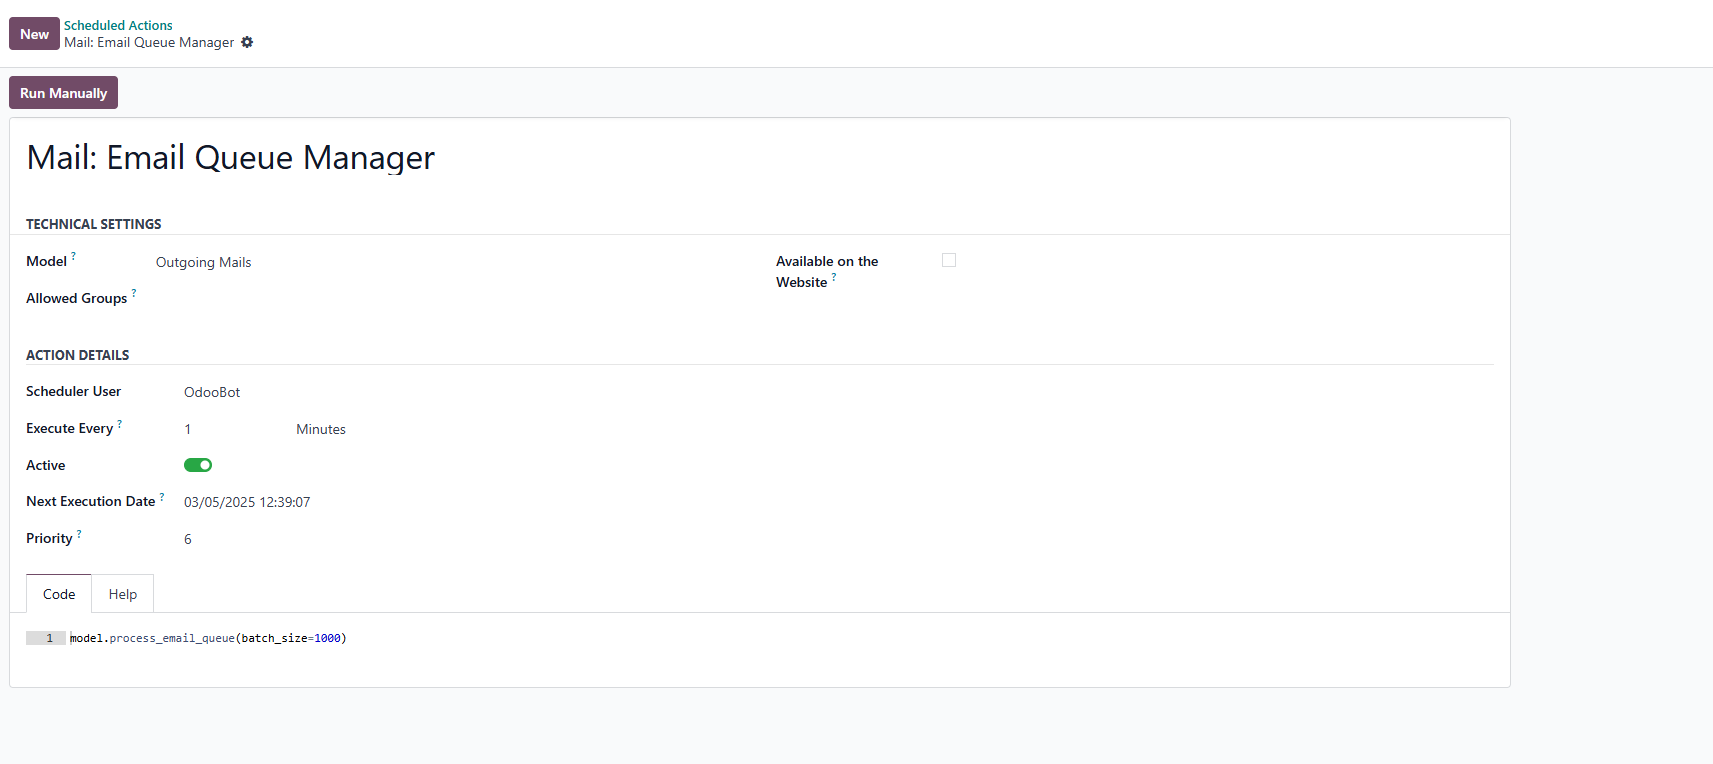 New
Scheduled Actions
Mail: Email Queue Manager
Run Manually
Mail: Email Queue Manager
TECHNICAL SETTINGS
Model ?
Outgoing Mails
Available on the
Website ?
Allowed Groups ?
ACTION DETAILS
Scheduler User
OdooBot
Execute Every ?
1
Minutes
Active
Next Execution Date ?
03/05/2025 12:39:07
Priority ?
6
Code
Help
1
model.process_email_queue(batch_size=1000)